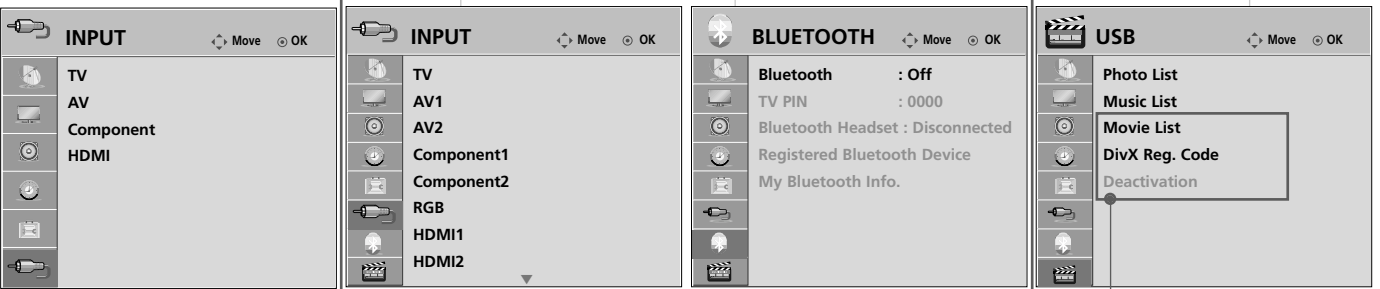 INPUT Move OK
TV
AV
Component
HDMI
INPUT Move OK
TV
AV1
AV2
Component1
Component2
RGB
HDMI1
HDMI2
BLUETOOTH Move OK
Bluetooth : Off
TV PIN : 0000
Bluetooth Headset : Disconnected
Registered Bluetooth Device
My Bluetooth Info.
USB Move OK
Photo List
Music List
Movie List
DivX Reg. Code
Deactivation